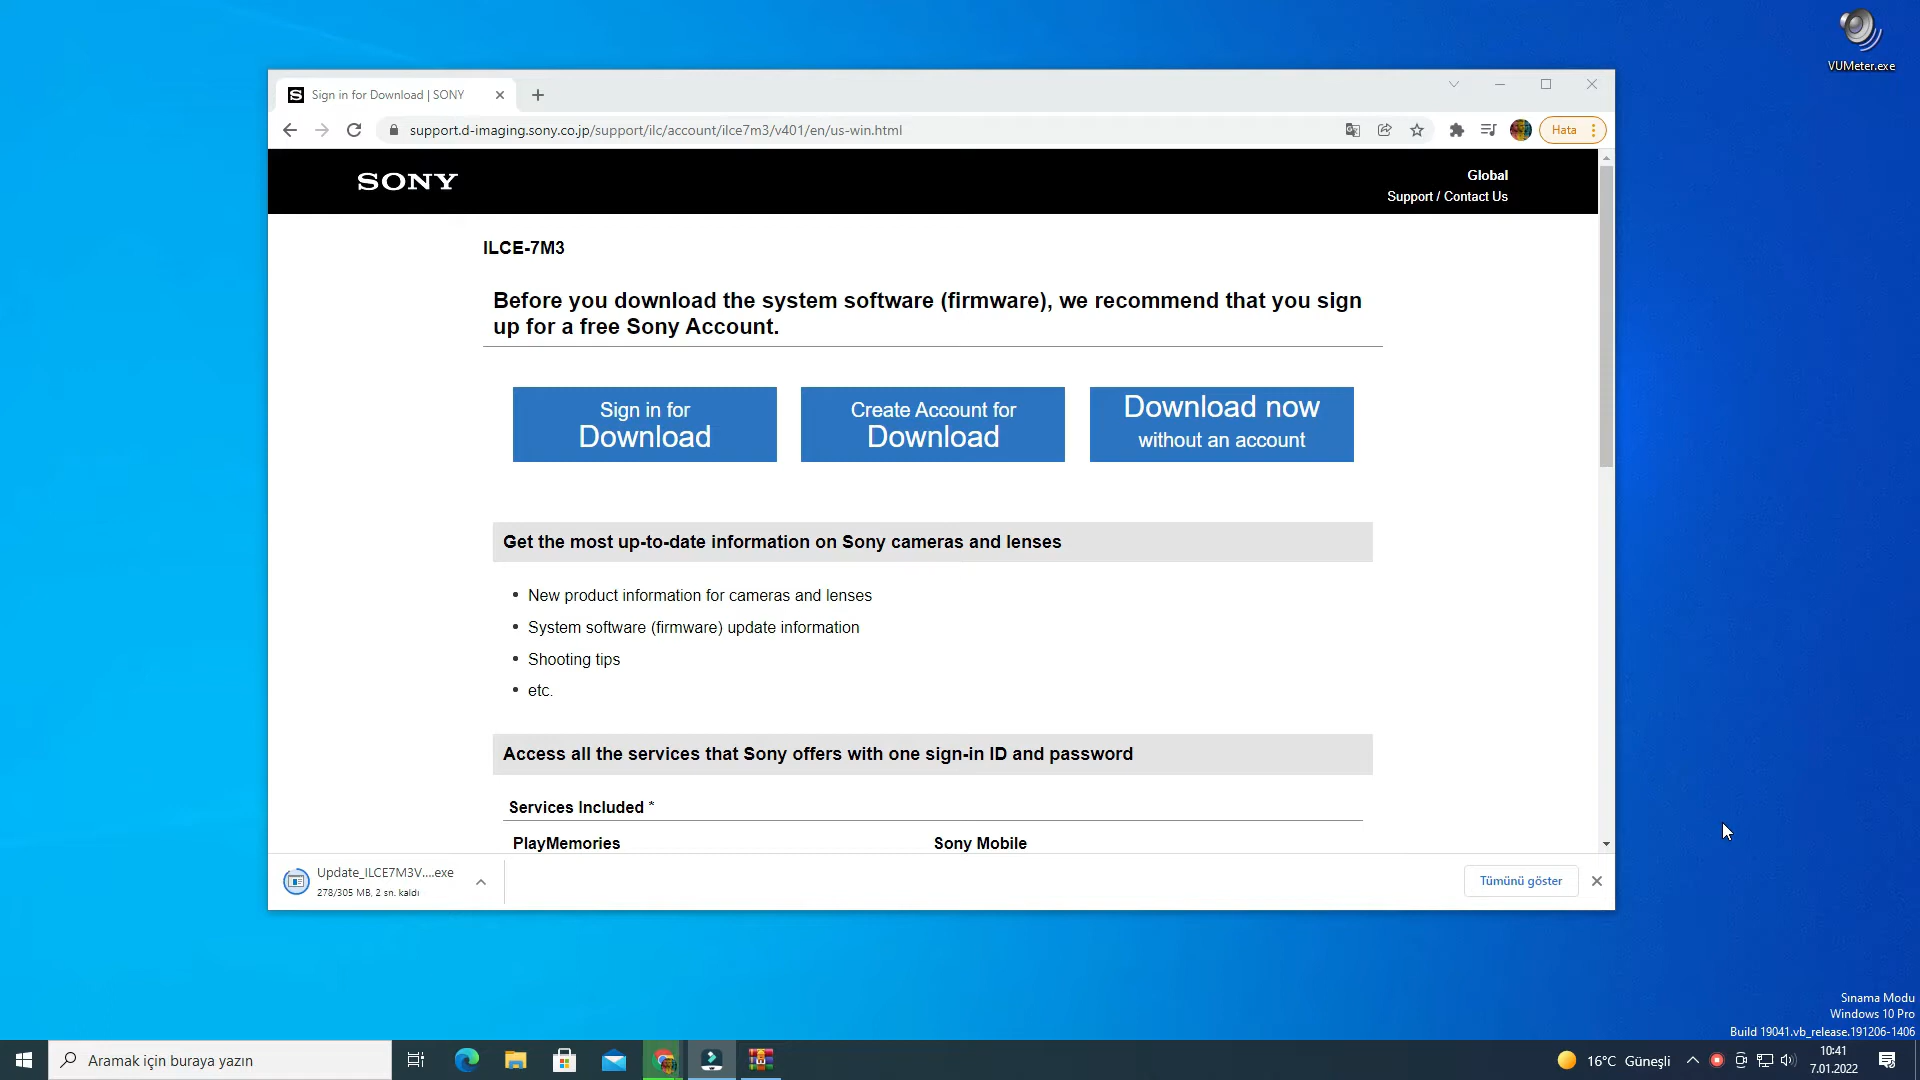 VUMeter.exe
Sign in for Download | SONY
support.d-imaging.sony.co.jp/support/ilc/account/ilce7m3/v401/en/us-win.html
Hata
SONY
Global
Support / Contact Us
ILCE-7M3
Before you download the system software (firmware), we recommend that you sign
up for a free Sony Account.
Sign in for
Download
Create Account for
Download
Download now
without an account
Get the most up-to-date information on Sony cameras and lenses
• New product information for cameras and lenses
• System software (firmware) update information
• Shooting tips
• etc.
Access all the services that Sony offers with one sign-in ID and password
Services Included *
PlayMemories
Sony Mobile
Update_ILCE7M3V....exe
278/305 MB, 2 sn. kaldı
Tümünü göster
Sınama Modu
Windows 10 Pro
Build 19041.vb_release.191206-1406
Aramak için buraya yazın
16°C Güneşli
10:41
7.01.2022